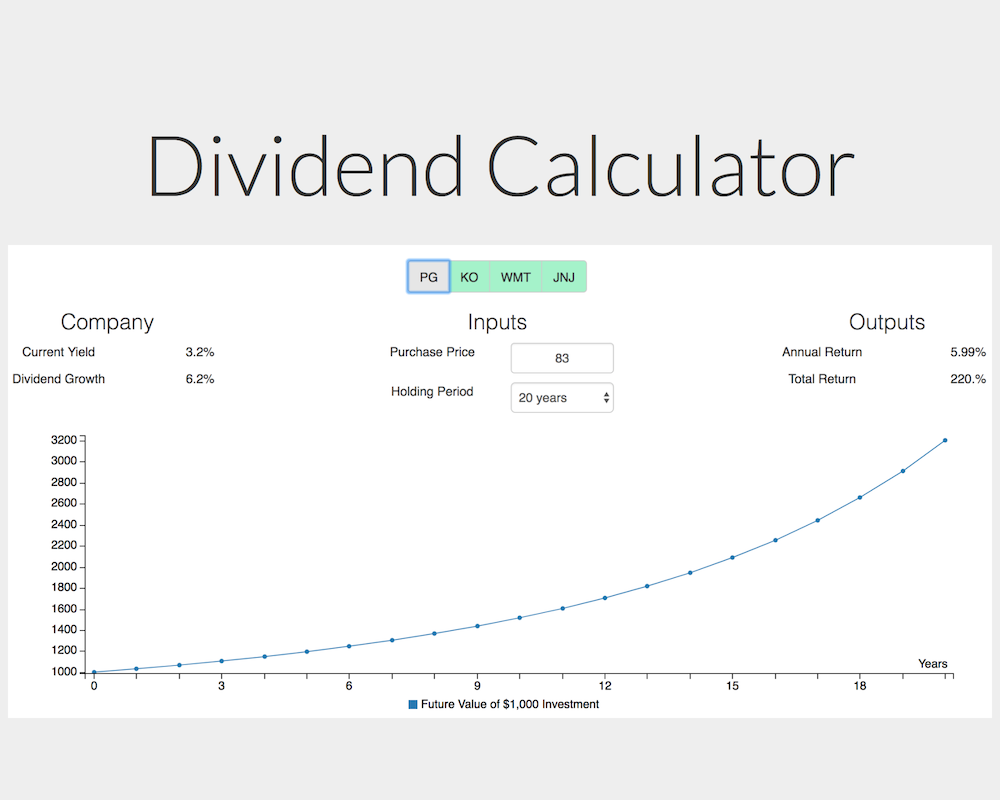 Dividend Calculator
PG KO WMT JNJ
Company Inputs Outputs
Current Yield 3.2% Purchase Price 83 Annual Return 5.99%
Dividend Growth 6.2% Holding Period 20 years Total Return 220.%
3200
3000
2800
2600
2400
2200
2000
1800
1600
1400
1200
1000
Years
0 3 6 9 12 15 18
Future Value of $1,000 Investment